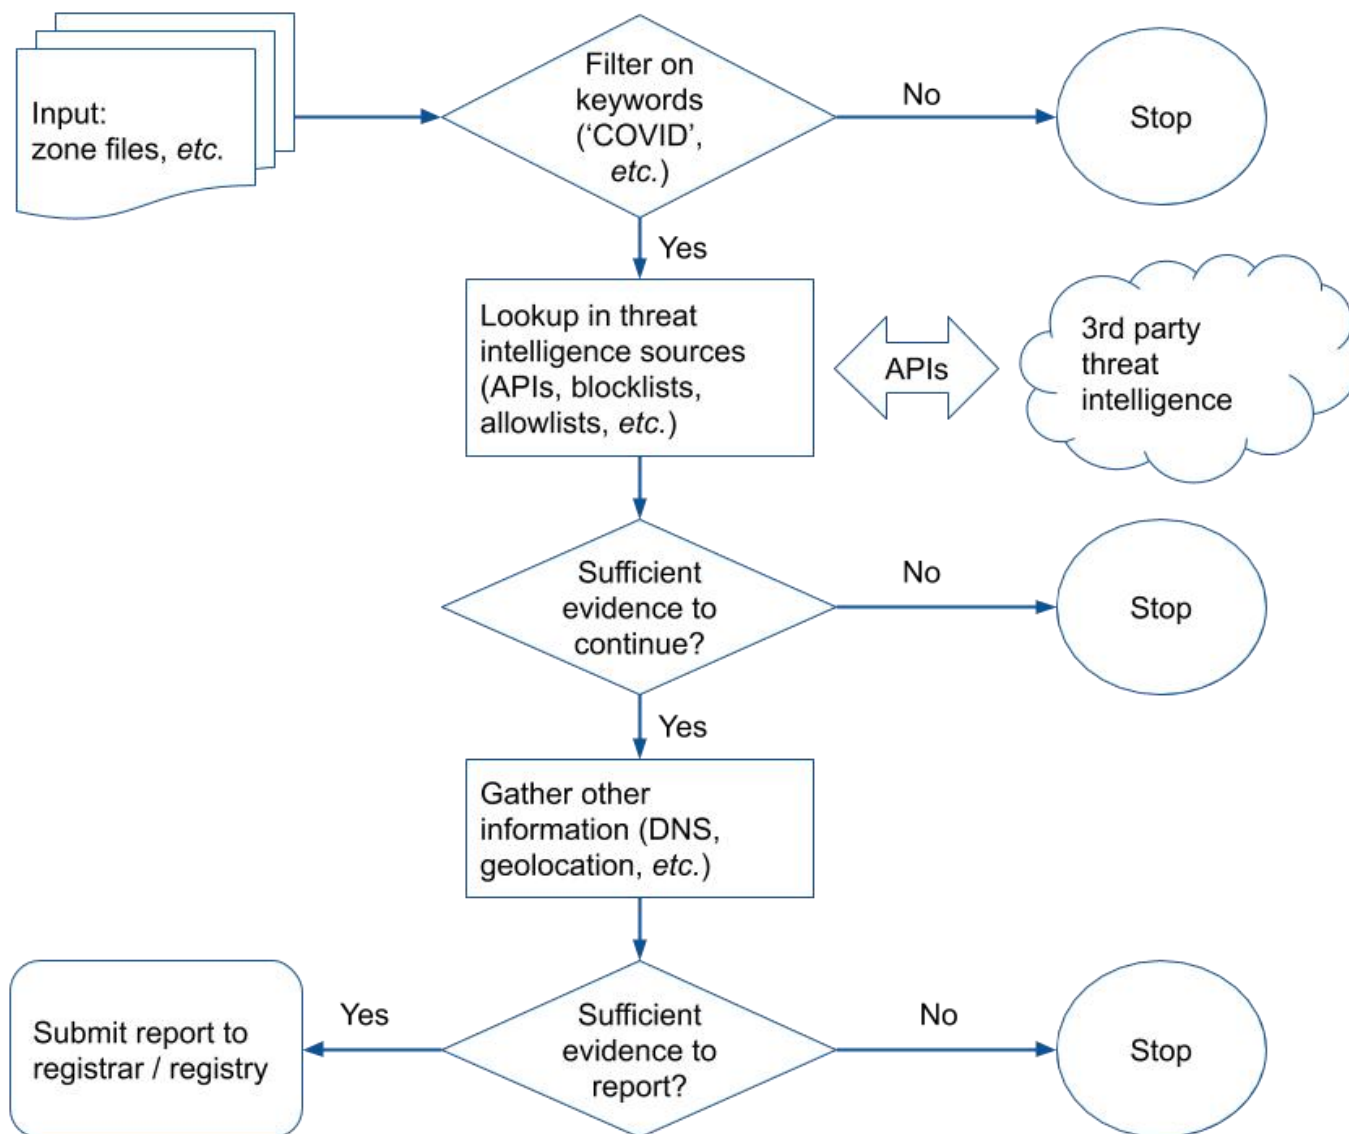 Input:
zone files, etc.
Filter on
keywords
(‘COVID’,
etc.)
No
Stop
Yes
Lookup in threat
intelligence sources
(APIs, blocklists,
allowlists, etc.)
APIs
3rd party
threat
intelligence
Sufficient
evidence to
continue?
No
Stop
Yes
Gather other
information (DNS,
geolocation, etc.)
Submit report to
registrar / registry
Yes
Sufficient
evidence to
report?
No
Stop